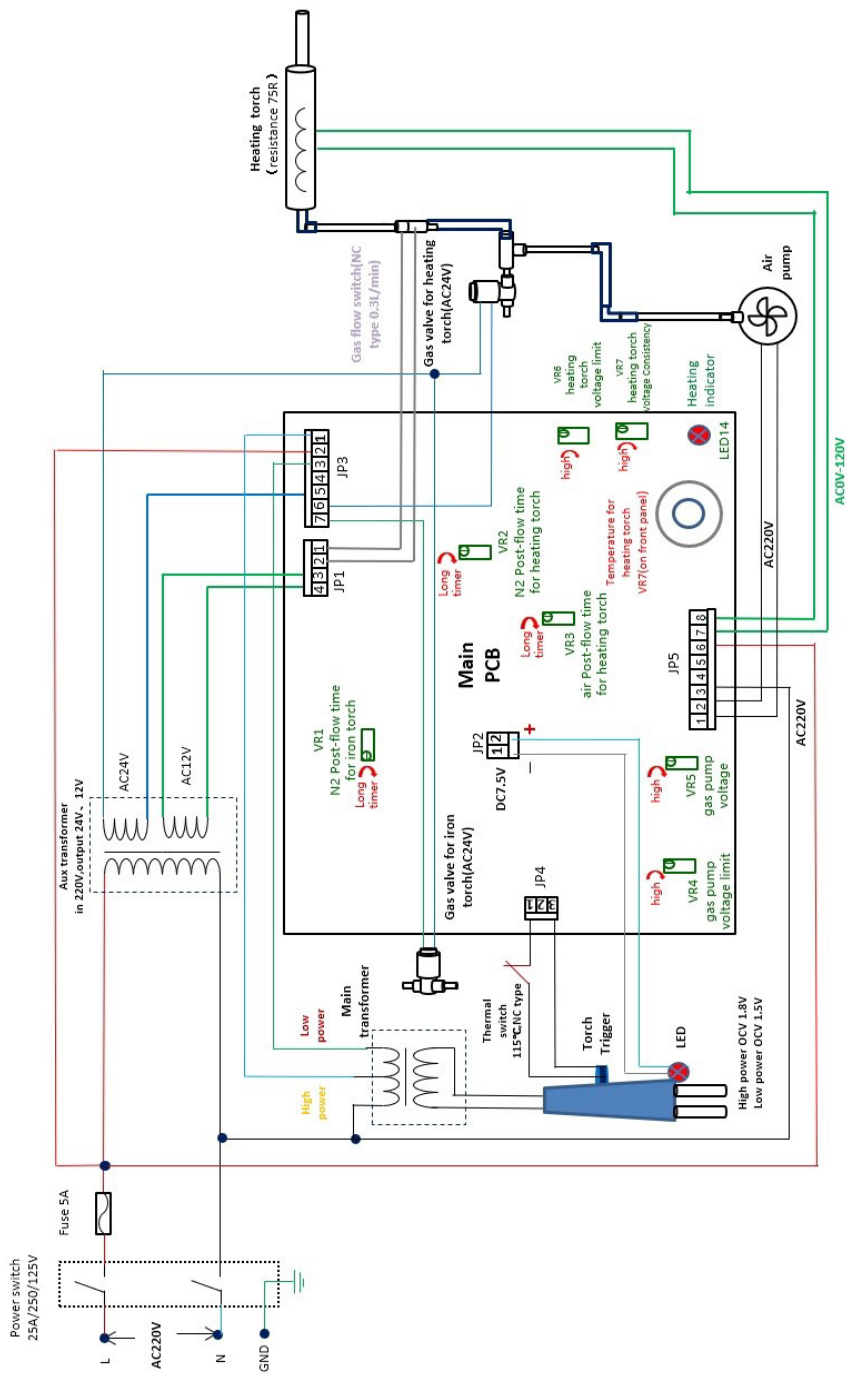 Power switch
25A/250/125V
L
AC220V
N
GND
Fuse 5A
Aux transformer
in 220V,output 24V 、12V
AC24V
AC12V
Low
power
High
power
Main
transformer
Thermal
switch
115℃,NC type
Torch
Trigger
LED
High power OCV 1.8V
Low power OCV 1.5V
Gas valve for iron
torch(AC24V)
VR1
N2 Post-flow time
for iron torch
Long
timer
JP1
4 3 2 1
JP3
7 6 5 4 3 2 1
Gas flow switch(NC
type 0.3L/min)
Gas valve for heating
torch(AC24V)
Heating torch
(resistance 75R)
Main
PCB
Long
timer
VR2
N2 Post-flow time
for heating torch
Long
timer
VR3
air Post-flow time
for heating torch
JP2
1 2
DC7.5V
+
−
JP4
1 2 3
high
VR4
gas pump
voltage limit
high
VR5
gas pump
voltage
JP5
1 2 3 4 5 6 7 8
Temperature for
heating torch
VR7(on front panel)
VR6
heating
torch
voltage limit
high
VR7
heating torch
Voltage Consistency
high
LED14
Heating
indicator
Air
pump
AC220V
AC220V
AC0V-120V